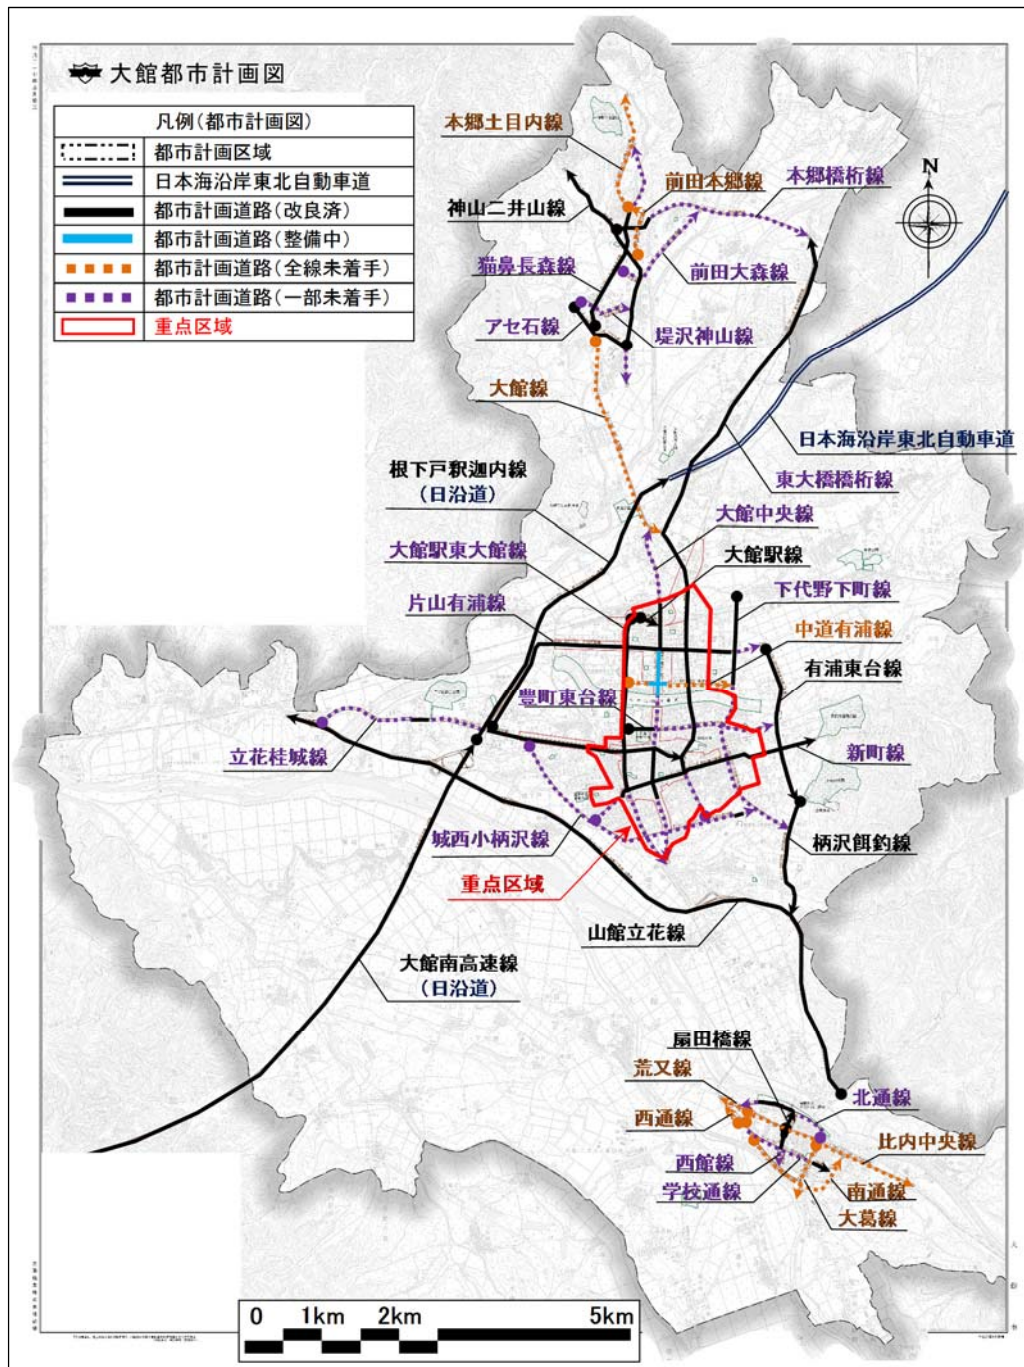 大館都市計画図
凡例(都市計画図)
都市計画区域
日本海沿岸東北自動車道
都市計画道路(改良済)
都市計画道路(整備中)
都市計画道路(全線未着手)
都市計画道路(一部未着手)
重点区域
N
本郷土目内線
前田本郷線
本郷橋桁線
神山二井山線
猫鼻長森線
前田大森線
アセ石線
堤沢神山線
大館線
日本海沿岸東北自動車道
根下戸釈迦内線
(日沿道)
東大橋橋桁線
大館中央線
大館駅東大館線
大館駅線
片山有浦線
下代野下町線
中道有浦線
有浦東台線
豊町東台線
立花桂城線
新町線
城西小柄沢線
柄沢餌釣線
重点区域
山館立花線
大館南高速線
(日沿道)
扇田橋線
荒又線
北通線
西通線
比内中央線
西館線
学校通線
南通線
大葛線
0 1km 2km 5km